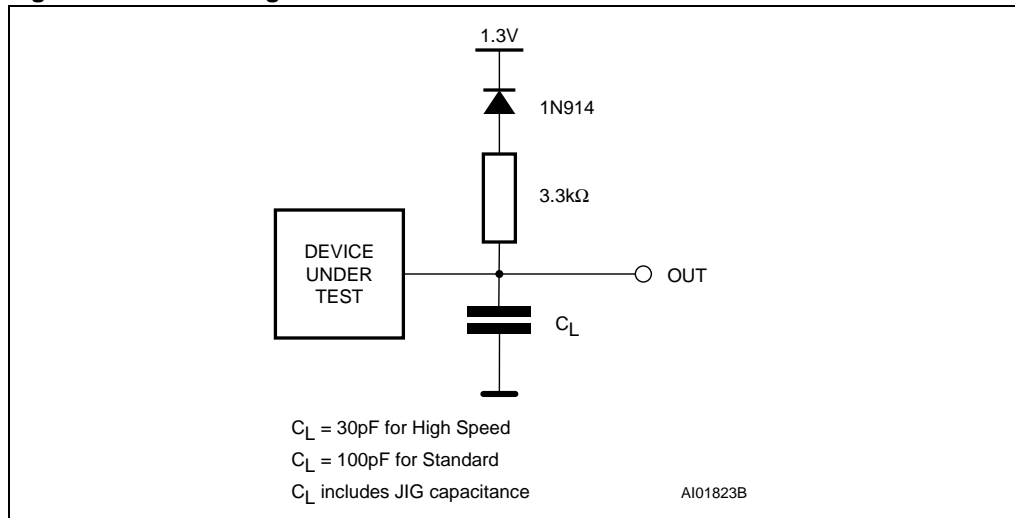 1.3V
1N914
3.3kΩ
DEVICE
UNDER
TEST
OUT
CL
CL = 30pF for High Speed
CL = 100pF for Standard
CL includes JIG capacitance
AI01823B